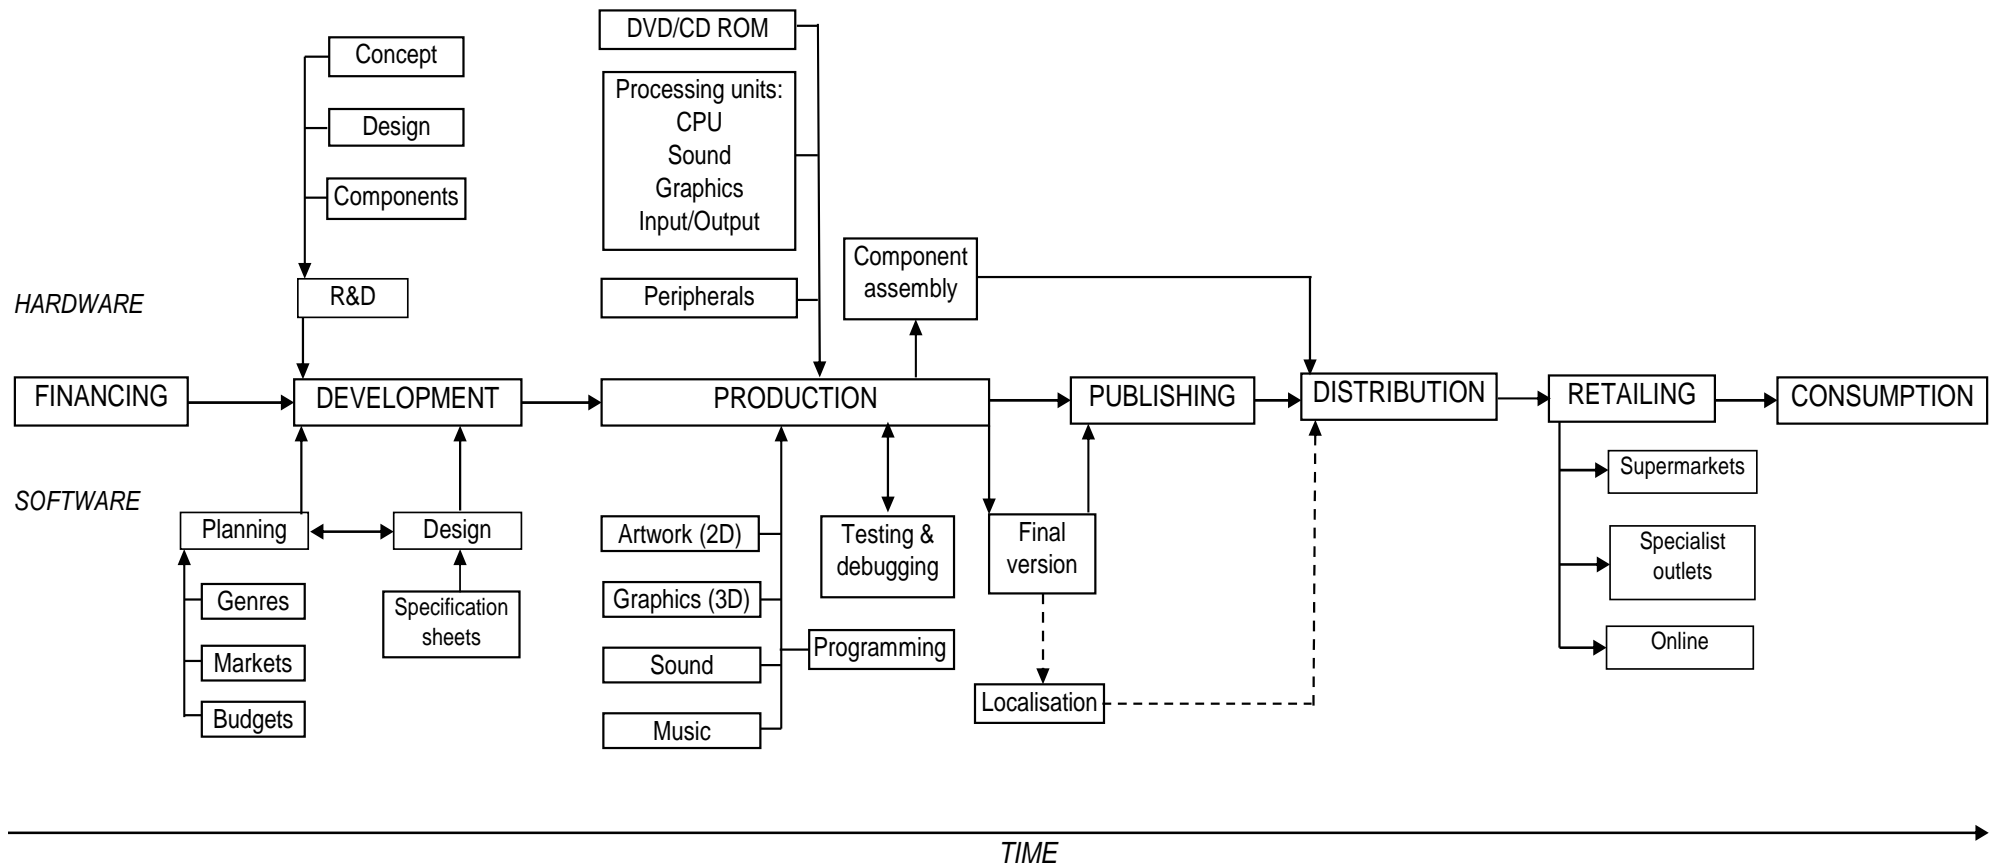 DVD/CD ROM
Concept
Processing units:
CPU
Sound
Graphics
Input/Output
Design
Components
Component
assembly
R&D
Peripherals
HARDWARE
FINANCING
DEVELOPMENT
PRODUCTION
PUBLISHING
DISTRIBUTION
RETAILING
CONSUMPTION
SOFTWARE
Planning
Design
Genres
Markets
Budgets
Specification
sheets
Artwork (2D)
Graphics (3D)
Sound
Music
Programming
Testing &
debugging
Final
version
Localisation
Supermarkets
Specialist
outlets
Online
TIME